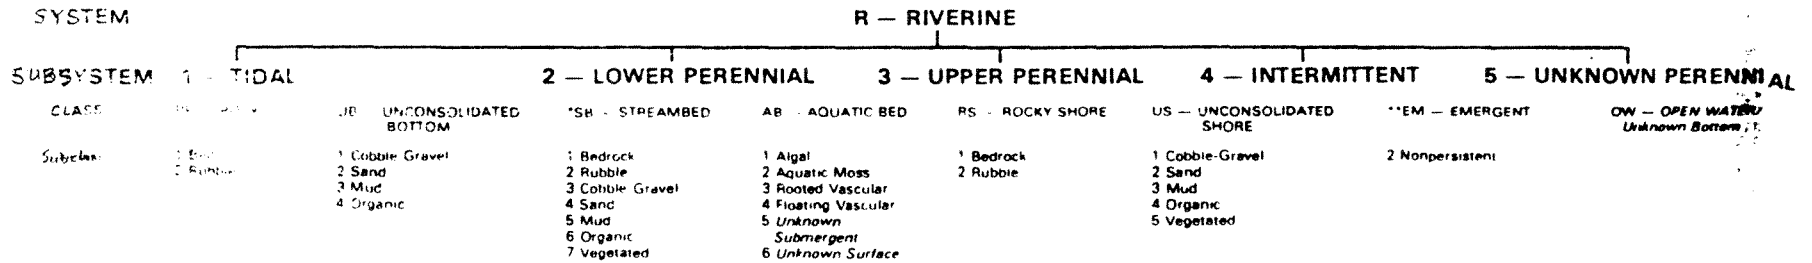 SYSTEM R — RIVERINE
SUBSYSTEM 1 - TIDAL 2 — LOWER PERENNIAL 3 — UPPER PERENNIAL 4 — INTERMITTENT 5 — UNKNOWN PERENNIAL
CLASS UB - UNCONSOLIDATED BOTTOM *SB - STREAMBED AB - AQUATIC BED RS - ROCKY SHORE US — UNCONSOLIDATED SHORE **EM — EMERGENT OW — OPEN WATER/
Unknown Bottom
Subclass
2 Rubble
1 Cobble Gravel
2 Sand
3 Mud
4 Organic
1 Bedrock
2 Rubble
3 Cobble Gravel
4 Sand
5 Mud
6 Organic
7 Vegetated
1 Algal
2 Aquatic Moss
3 Rooted Vascular
4 Floating Vascular
5 Unknown
Submergent
6 Unknown Surface
1 Bedrock
2 Rubble
1 Cobble-Gravel
2 Sand
3 Mud
4 Organic
5 Vegetated
2 Nonpersistent